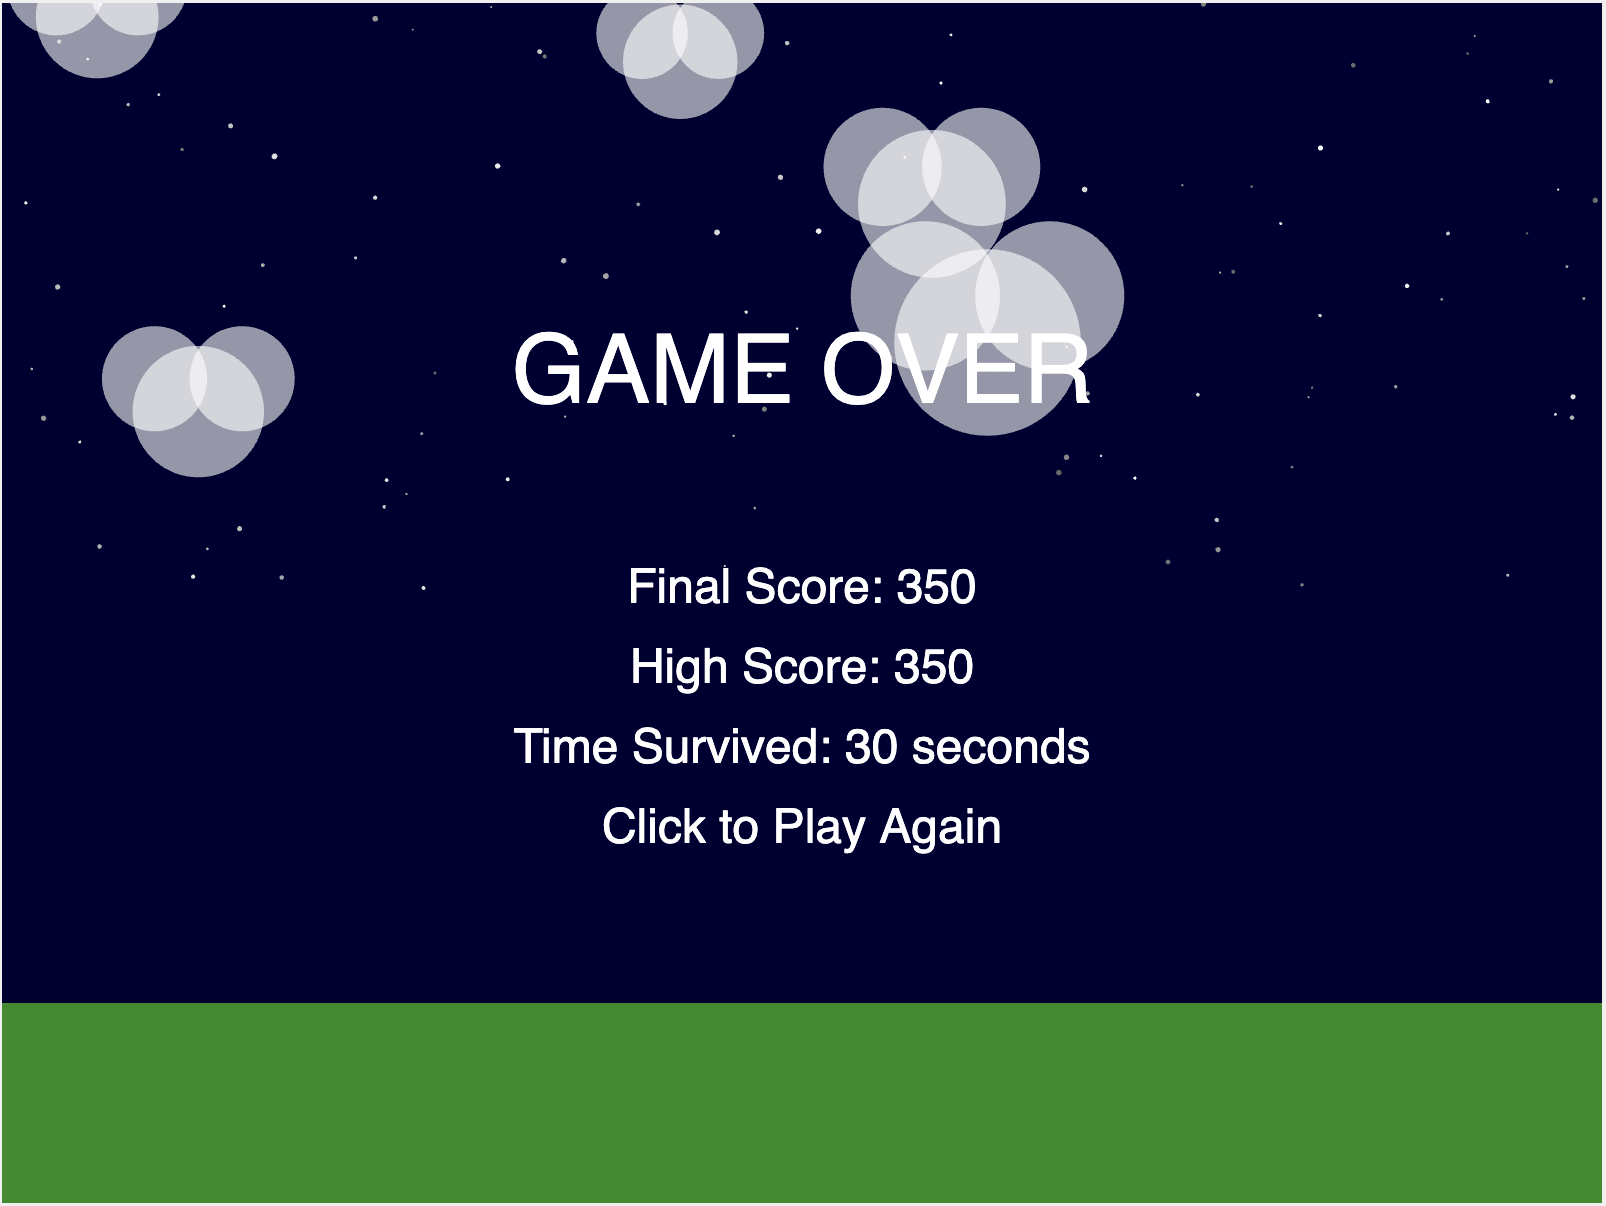 GAME OVER
Final Score: 350
High Score: 350
Time Survived: 30 seconds
Click to Play Again